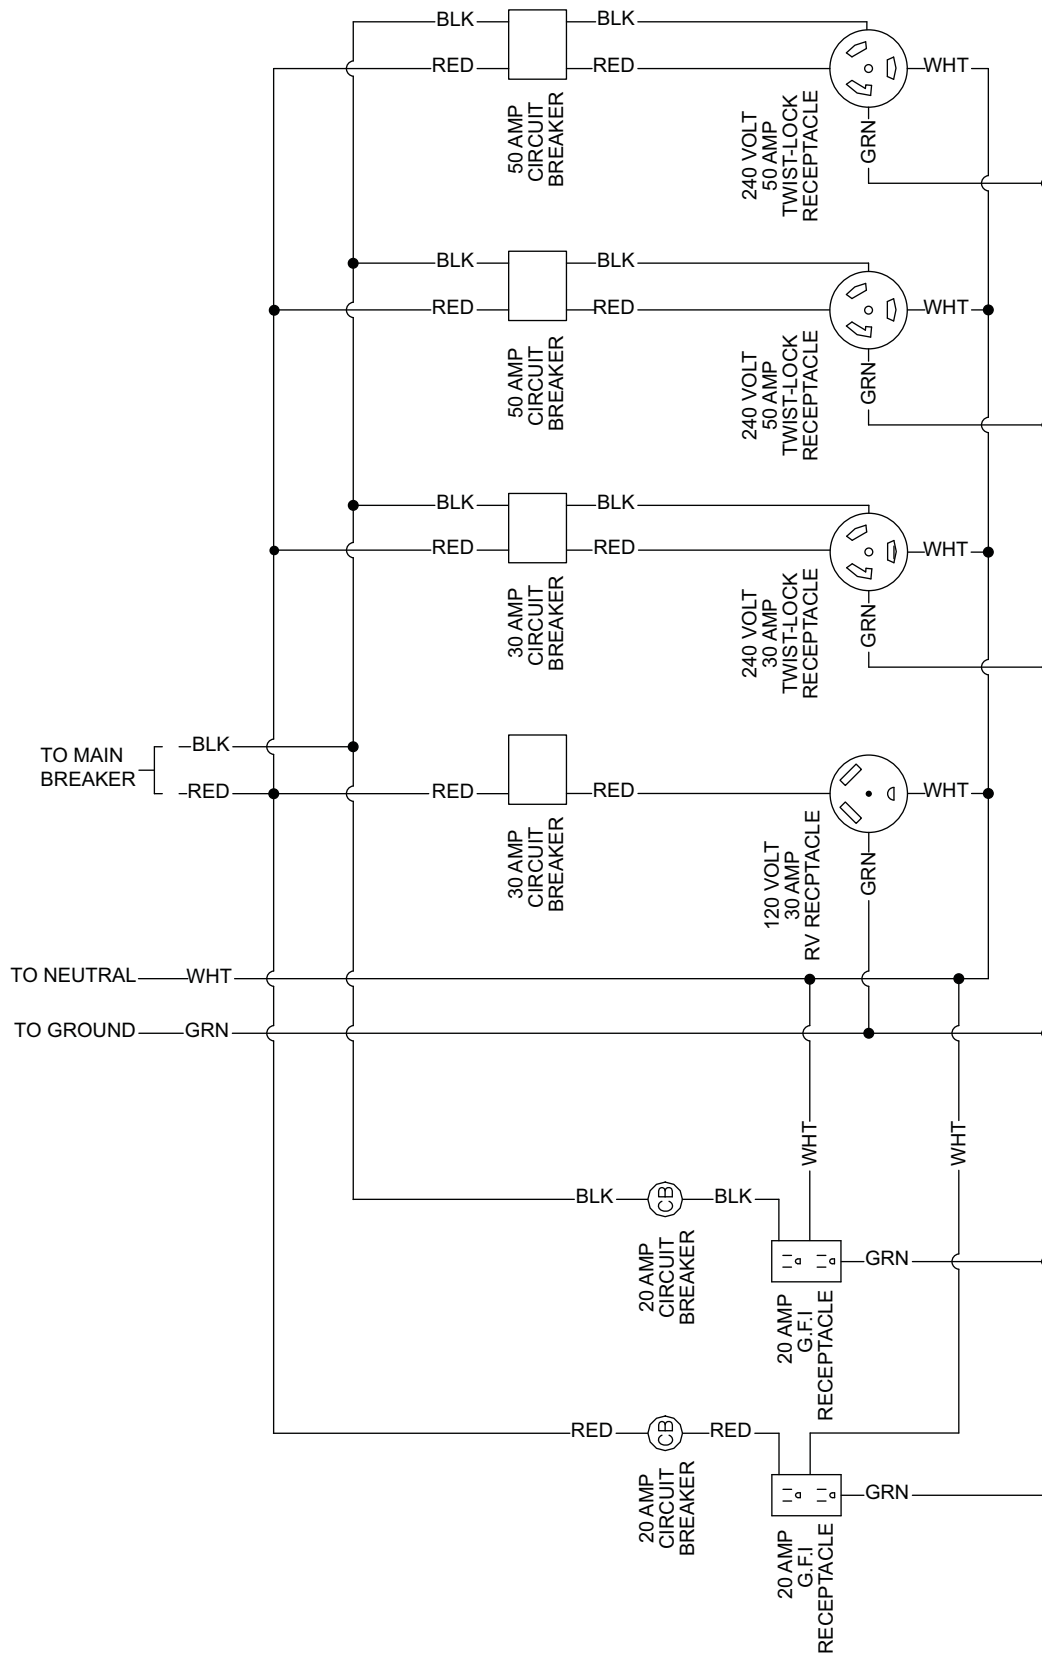 BLK
BLK
RED
RED
WHT
50 AMP
CIRCUIT
BREAKER
240 VOLT
50 AMP
TWIST-LOCK
RECEPTACLE
GRN
BLK
BLK
RED
RED
WHT
50 AMP
CIRCUIT
BREAKER
240 VOLT
50 AMP
TWIST-LOCK
RECEPTACLE
GRN
BLK
BLK
RED
RED
WHT
30 AMP
CIRCUIT
BREAKER
240 VOLT
30 AMP
TWIST-LOCK
RECEPTACLE
GRN
TO MAIN
BREAKER
BLK
RED
RED
RED
WHT
30 AMP
CIRCUIT
BREAKER
120 VOLT
30 AMP
RV RECPTACLE
GRN
TO NEUTRAL
WHT
TO GROUND
GRN
WHT
WHT
BLK
CB
BLK
20 AMP
CIRCUIT
BREAKER
GRN
20 AMP
G.F.I
RECEPTACLE
RED
CB
RED
20 AMP
CIRCUIT
BREAKER
GRN
20 AMP
G.F.I
RECEPTACLE